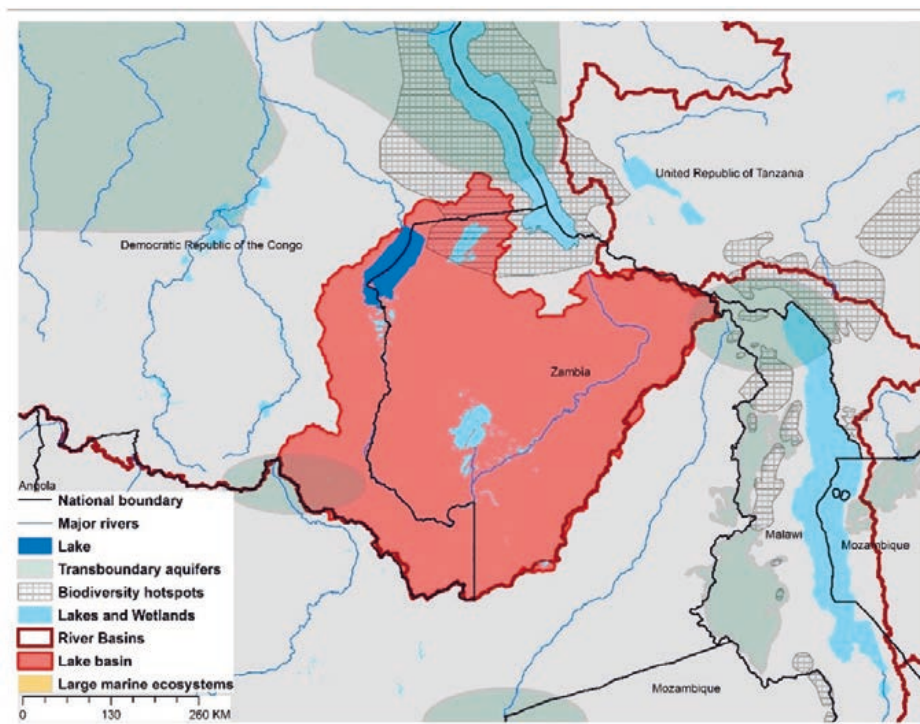 United Republic of Tanzania
Democratic Republic of the Congo
Zambia
Angola
Malawi
Mozambique
Mozambique
National boundary
Major rivers
Lake
Transboundary aquifers
Biodiversity hotspots
Lakes and Wetlands
River Basins
Lake basin
Large marine ecosystems
0 130 260 KM